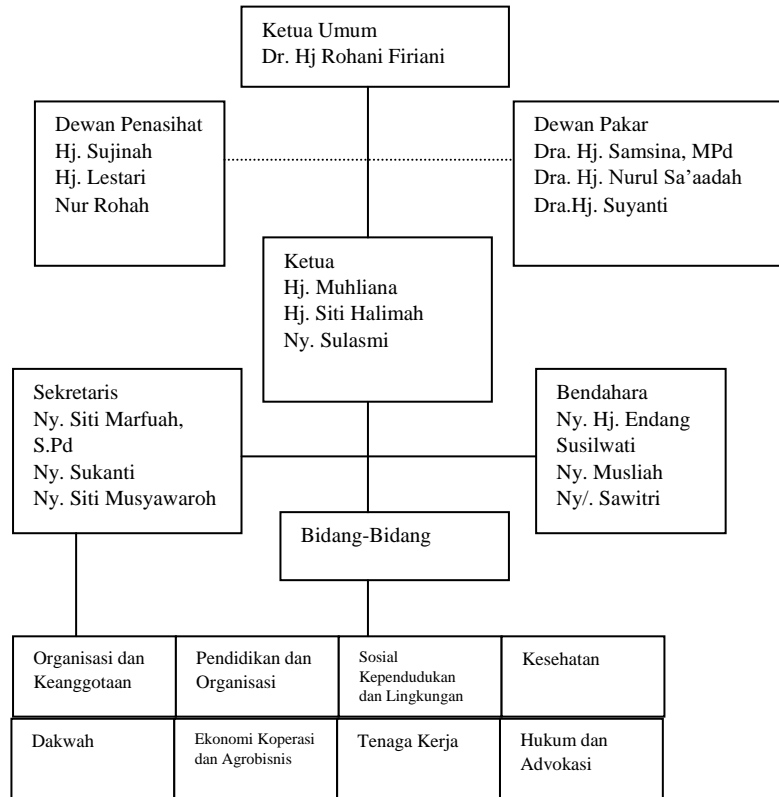 Ketua Umum
Dr. Hj Rohani Firiani
Dewan Penasihat
Hj. Sujinah
Hj. Lestari
Nur Rohah
Dewan Pakar
Dra. Hj. Samsina, MPd
Dra. Hj. Nurul Sa’aadah
Dra.Hj. Suyanti
Ketua
Hj. Muhliana
Hj. Siti Halimah
Ny. Sulasmi
Sekretaris
Ny. Siti Marfuah,
S.Pd
Ny. Sukanti
Ny. Siti Musyawaroh
Bendahara
Ny. Hj. Endang
Susilwati
Ny. Musliah
Ny/. Sawitri
Bidang-Bidang
Organisasi dan
Keanggotaan
Pendidikan dan
Organisasi
Sosial
Kependudukan
dan Lingkungan
Kesehatan
Dakwah
Ekonomi Koperasi
dan Agrobisnis
Tenaga Kerja
Hukum dan
Advokasi